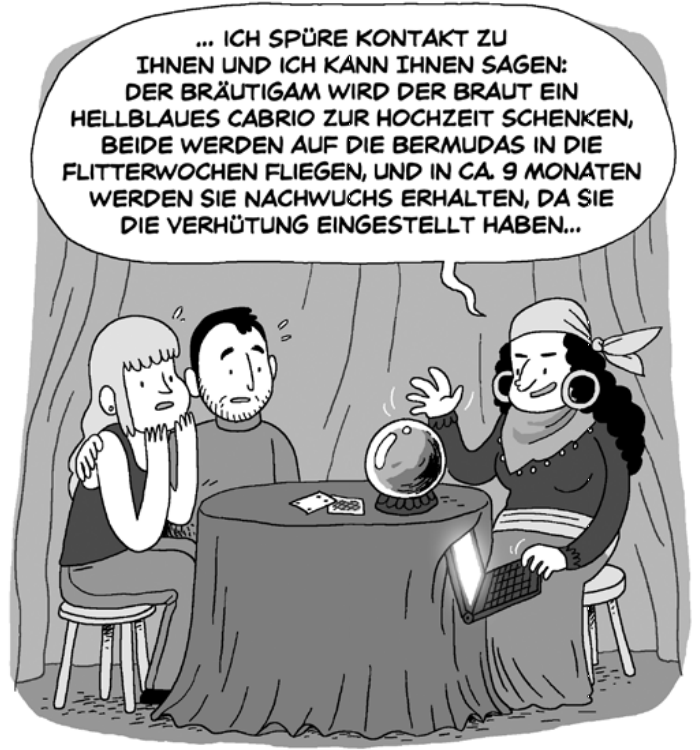 ... ICH SPÜRE KONTAKT ZU
IHNEN UND ICH KANN IHNEN SAGEN:
DER BRÄUTIGAM WIRD DER BRAUT EIN
HELLBLAUES CABRIO ZUR HOCHZEIT SCHENKEN,
BEIDE WERDEN AUF DIE BERMUDAS IN DIE
FLITTERWOCHEN FLIEGEN, UND IN CA. 9 MONATEN
WERDEN SIE NACHWUCHS ERHALTEN, DA SIE
DIE VERHÜTUNG EINGESTELLT HABEN...